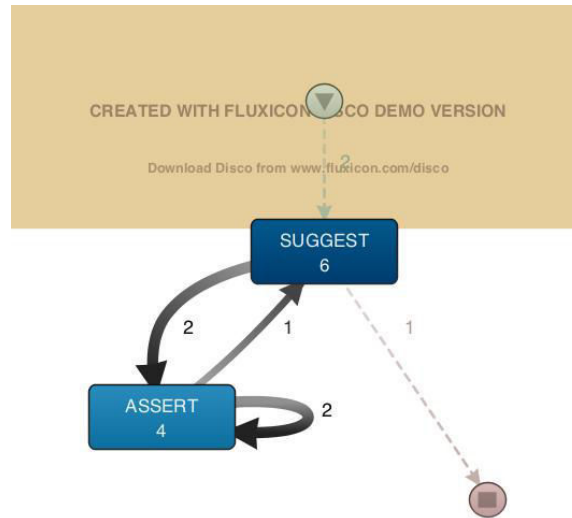 CREATED WITH FLUXICON DISCO DEMO VERSION
Download Disco from www.fluxicon.com/disco
2
SUGGEST
6
2
1
1
ASSERT
4
2